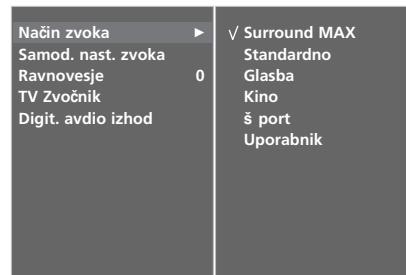 Način zvoka ►
Samod. nast. zvoka
Ravnovesje 0
TV Zvočnik
Digit. avdio izhod
√ Surround MAX
Standardno
Glasba
Kino
š port
Uporabnik